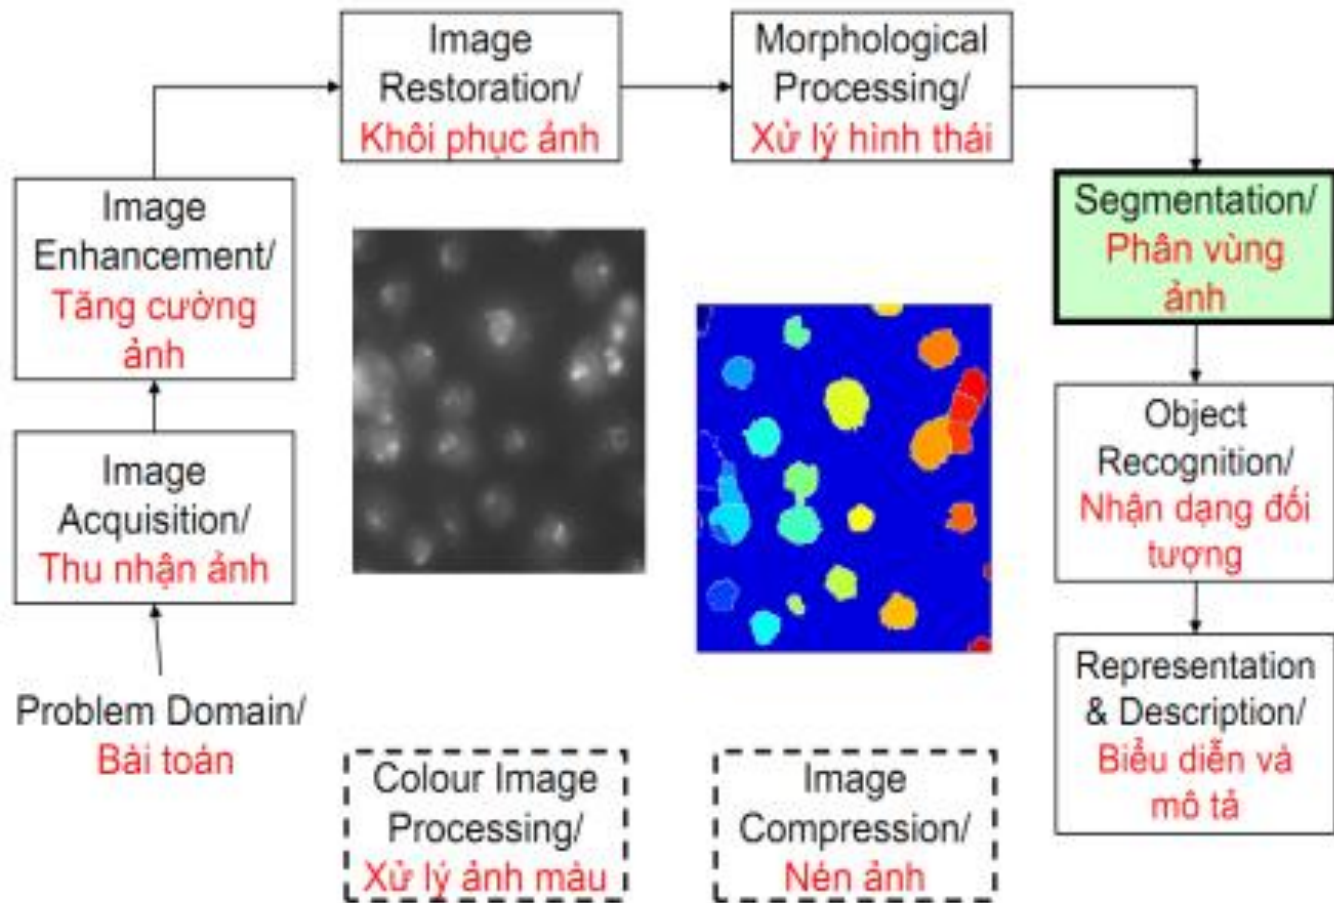 Image
Restoration/
Khôi phục ảnh
Morphological
Processing/
Xử lý hình thái
Image
Enhancement/
Tăng cường
ảnh
Segmentation/
Phân vùng
ảnh
Image
Acquisition/
Thu nhận ảnh
Object
Recognition/
Nhận dạng đối
tượng
Problem Domain/
Bài toán
Representation
& Description/
Biểu diễn và
mô tả
Colour Image
Processing/
Xử lý ảnh màu
Image
Compression/
Nén ảnh